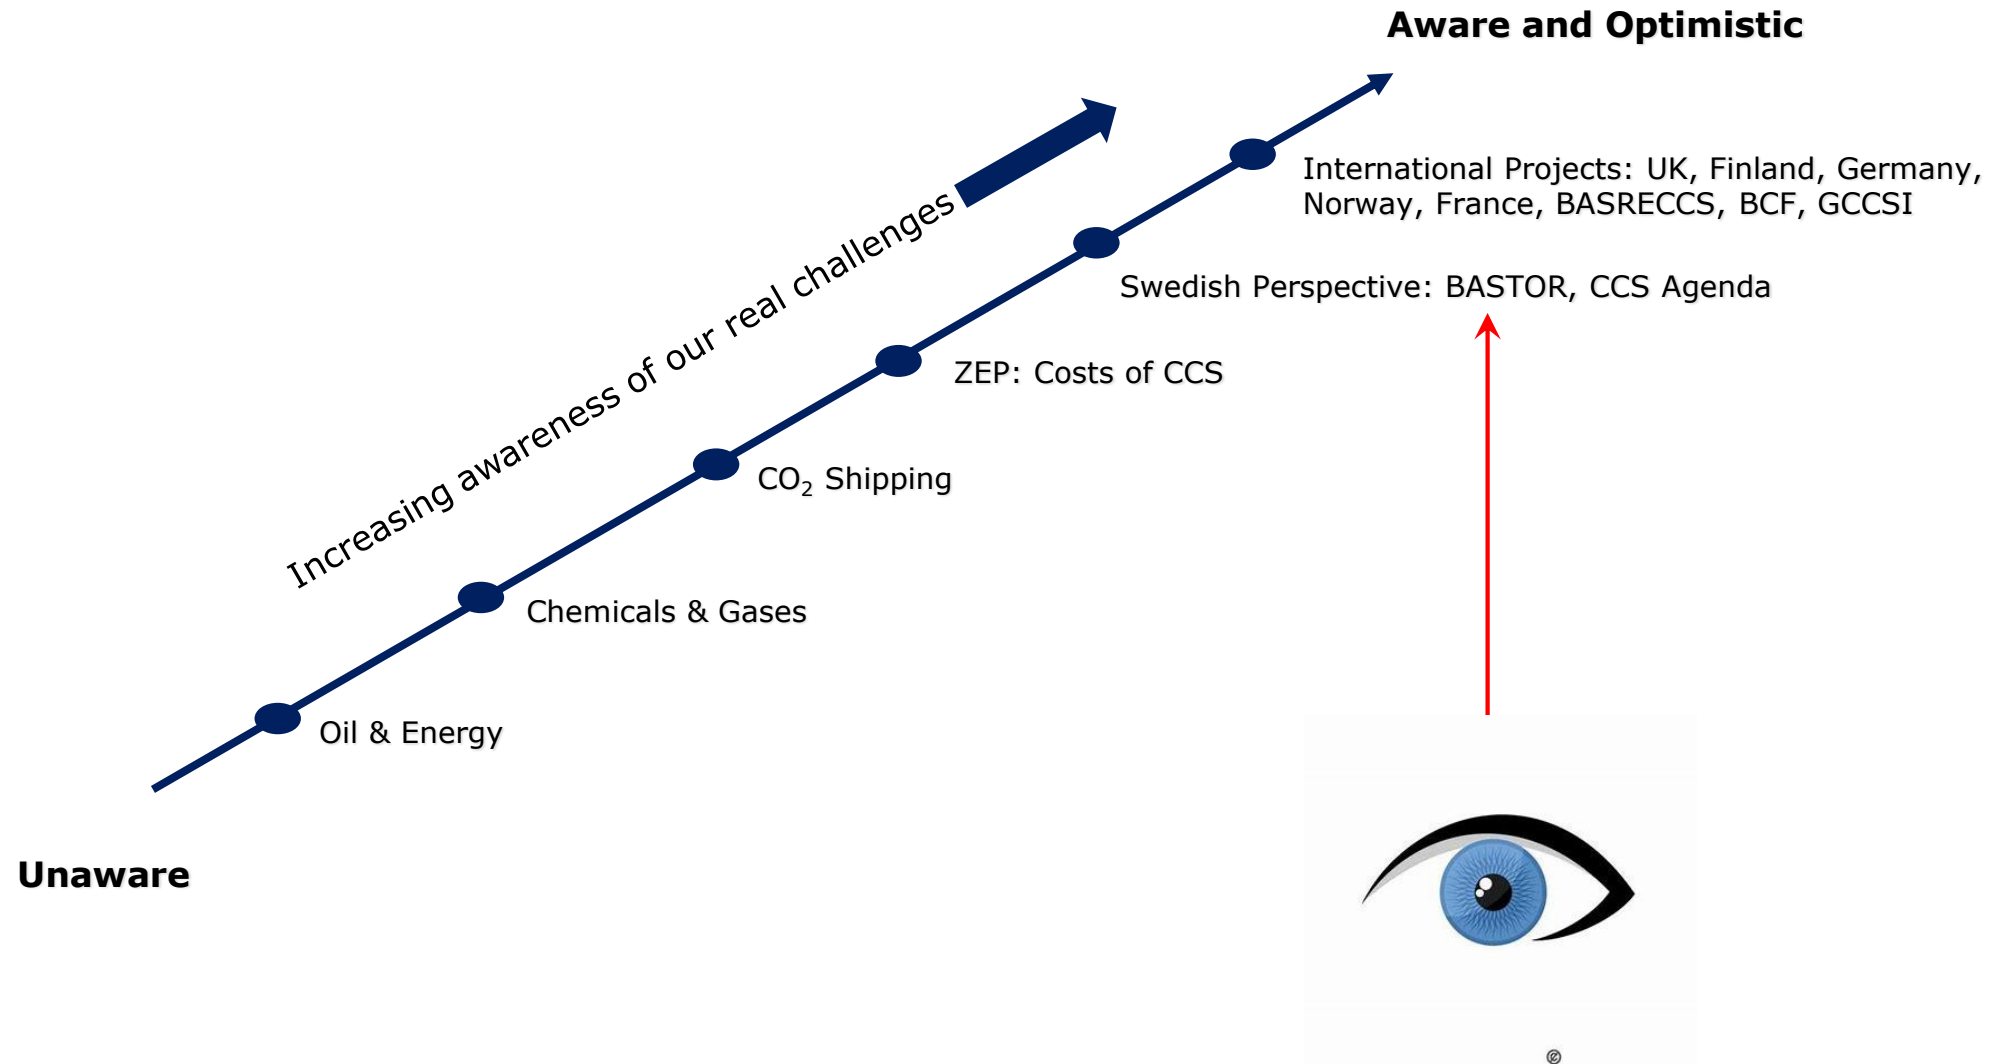 Aware and Optimistic
Increasing awareness of our real challenges
International Projects: UK, Finland, Germany,
Norway, France, BASRECCS, BCF, GCCSI
Swedish Perspective: BASTOR, CCS Agenda
ZEP: Costs of CCS
CO₂ Shipping
Chemicals & Gases
Oil & Energy
Unaware